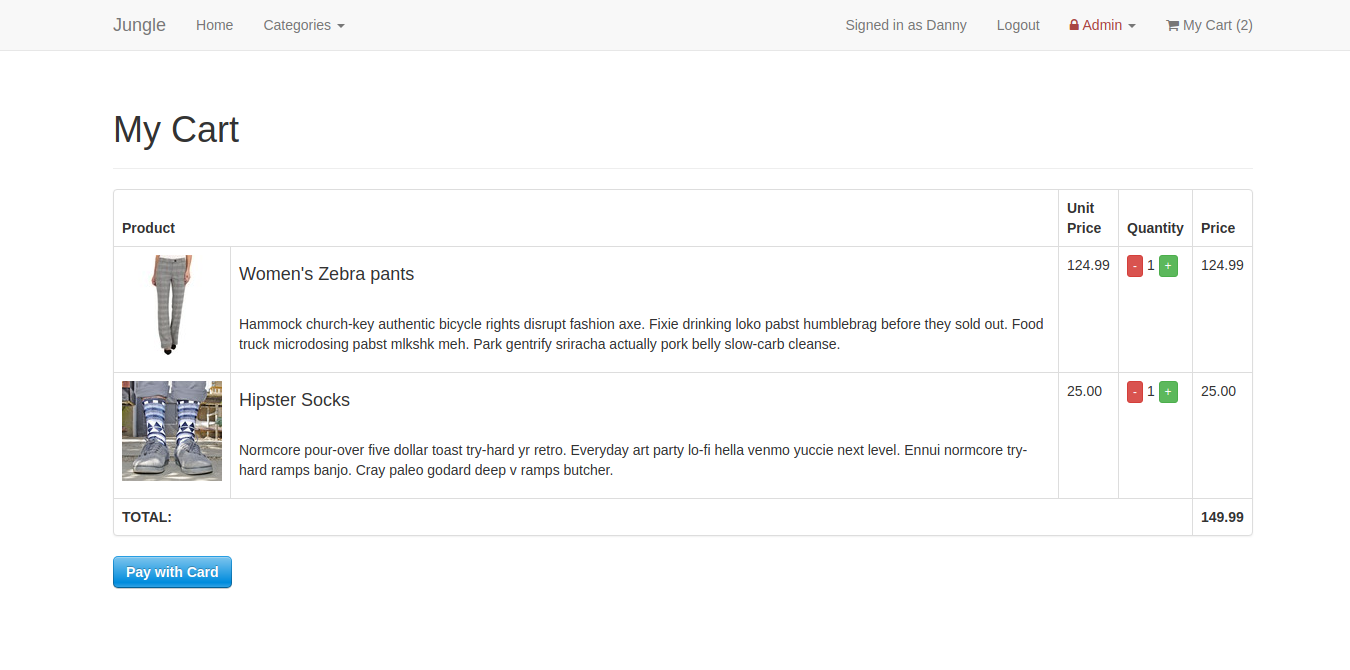 Jungle Home Categories Signed in as Danny Logout Admin My Cart (2)
My Cart
Product Unit Price Quantity Price
Women's Zebra pants 124.99 - 1 + 124.99
Hammock church-key authentic bicycle rights disrupt fashion axe. Fixie drinking loko pabst humblebrag before they sold out. Food
truck microdosing pabst mlkshk meh. Park gentrify sriracha actually pork belly slow-carb cleanse.
Hipster Socks 25.00 - 1 + 25.00
Normcore pour-over five dollar toast try-hard yr retro. Everyday art party lo-fi hella venmo yuccie next level. Ennui normcore try-
hard ramps banjo. Cray paleo godard deep v ramps butcher.
TOTAL: 149.99
Pay with Card